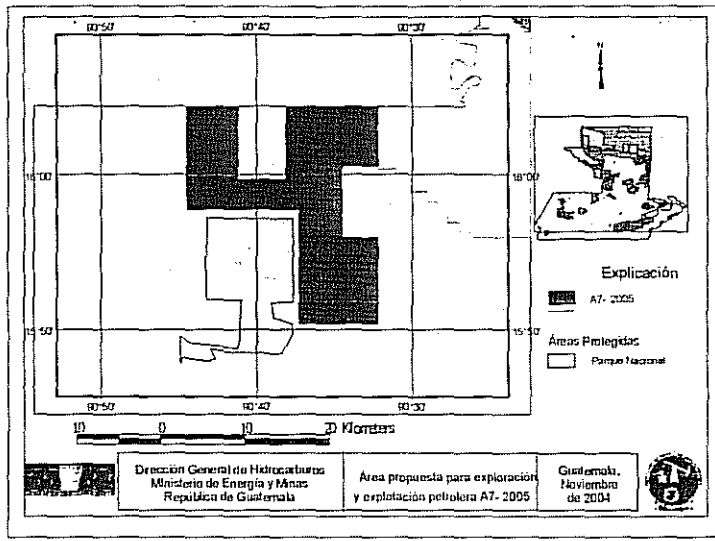 90°50' 90°40' 90°30'
N
16°00' 16°00'
Explicación
A7- 2005
15°50' 15°50'
Áreas Protegidas
Parque Nacional
90°50' 90°40' 90°30'
10 0 10 20 Kilometers
Dirección General de Hidrocarburos
Ministerio de Energía y Minas
República de Guatemala
Área propuesta para exploración
y explotación petrolera A7- 2005
Guatemala,
Noviembre
de 2004